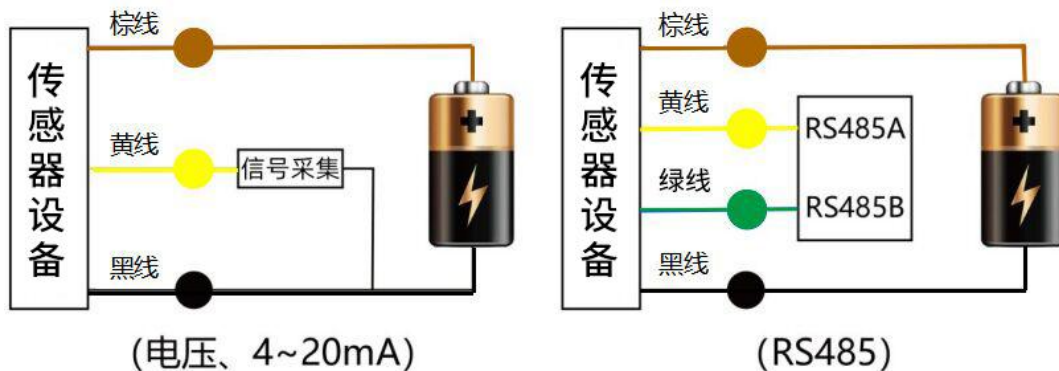 棕线
传感器设备
黄线
信号采集
黑线
(电压、4~20mA)
棕线
传感器设备
黄线
RS485A
绿线
RS485B
黑线
(RS485)